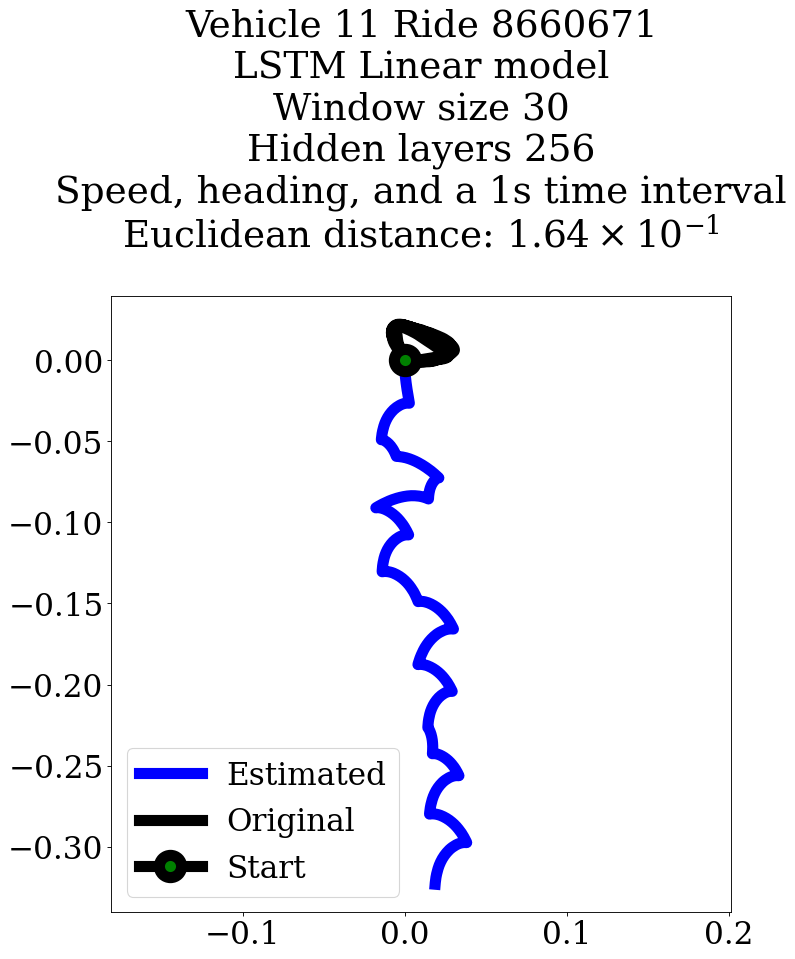 Vehicle 11 Ride 8660671
LSTM Linear model
Window size 30
Hidden layers 256
Speed, heading, and a 1s time interval
Euclidean distance: 1.64 × 10⁻¹
0.00
−0.05
−0.10
−0.15
−0.20
−0.25
−0.30
Estimated
Original
Start
−0.1
0.0
0.1
0.2